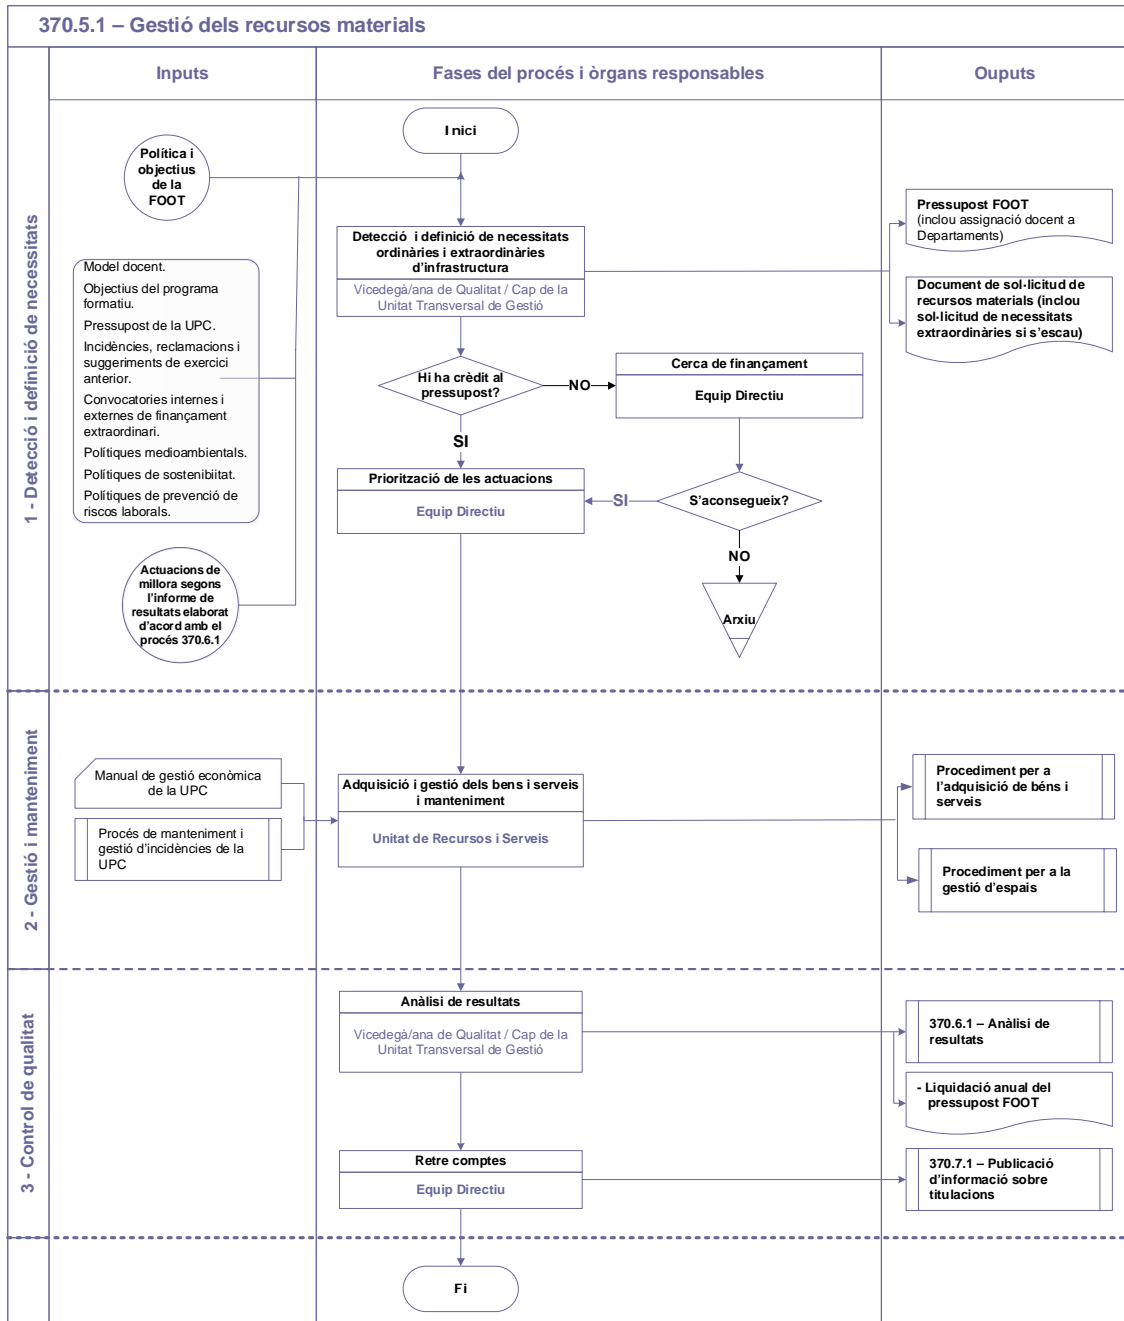 370.5.1 – Gestió dels recursos materials
Inputs
Fases del procés i òrgans responsables
Ouputs
1 - Detecció i definició de necessitats
Inici
Política i
objectius
de la
FOOT
Detecció i definició de necessitats
ordinàries i extraordinàries
d'infrastructura
Vicedegà/ana de Qualitat / Cap de la
Unitat Transversal de Gestió
Pressupost FOOT
(inclou assignació docent a
Departaments)
Document de sol·licitud de
recursos materials (inclou
sol·licitud de necessitats
extraordinàries si s'escau)
Model docent.
Objectius del programa
formatiu.
Pressupost de la UPC.
Incidències, reclamacions i
suggeriments de exercici
anterior.
Convocatories internes i
externes de finançament
extraordinari.
Polítiques medioambientals.
Polítiques de sostenibiitat.
Polítiques de prevenció de
riscos laborals.
Hi ha crèdit al
pressupost?
NO
Cerca de finançament
Equip Directiu
SI
Priorització de les actuacions
Equip Directiu
SI
S'aconsegueix?
NO
Arxiu
Actuacions de
millora segons
l'informe de
resultats elaborat
d'acord amb el
procés 370.6.1
2 - Gestió i manteniment
Manual de gestió econòmica
de la UPC
Procés de manteniment i
gestió d'incidències de la
UPC
Adquisició i gestió dels bens i serveis
i manteniment
Unitat de Recursos i Serveis
Procediment per a
l'adquisició de béns i
serveis
Procediment per a la
gestió d'espais
3 - Control de qualitat
Anàlisi de resultats
Vicedegà/ana de Qualitat / Cap de la
Unitat Transversal de Gestió
370.6.1 – Anàlisi de
resultats
- Liquidació anual del
pressupost FOOT
Retre comptes
Equip Directiu
370.7.1 – Publicació
d'informació sobre
titulacions
Fi